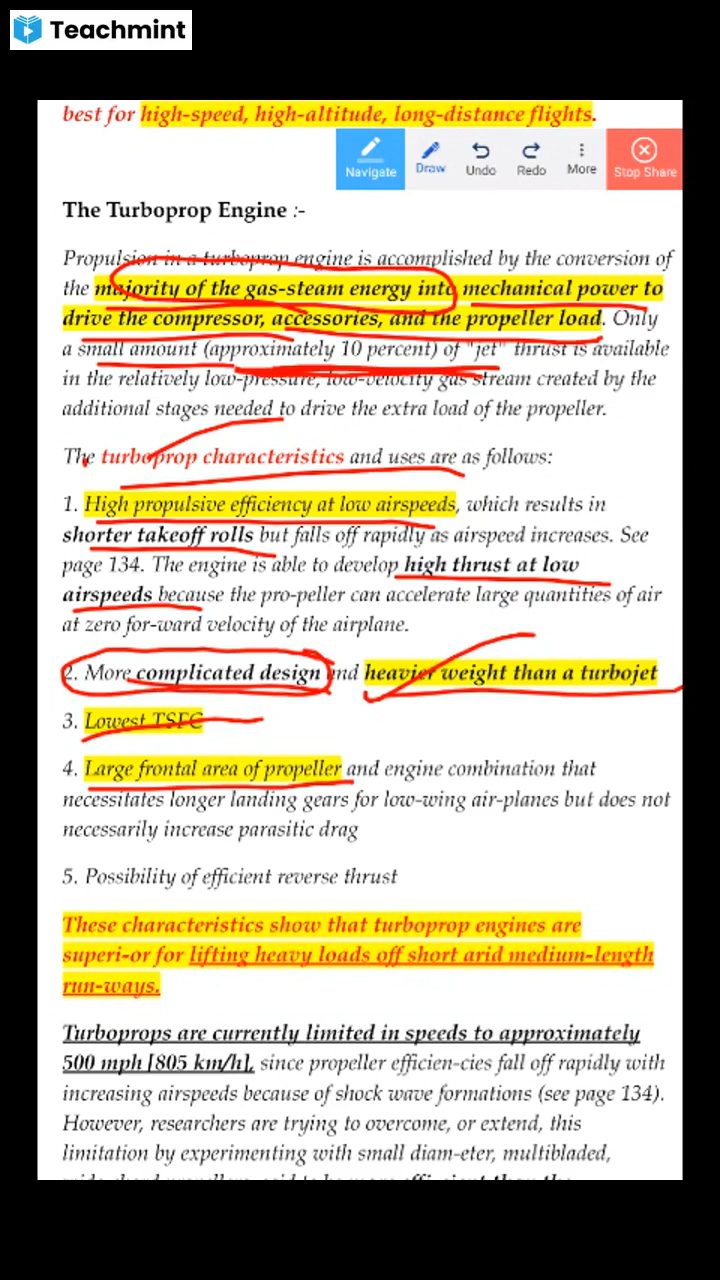 Teachmint
best for high-speed, high-altitude, long-distance flights.
Navigate
Draw
Undo
Redo
More
Stop Share
The Turboprop Engine :-
Propulsion in a turboprop engine is accomplished by the conversion of
the majority of the gas-steam energy into mechanical power to
drive the compressor, accessories, and the propeller load. Only
a small amount (approximately 10 percent) of "jet" thrust is available
in the relatively low-pressure, low-velocity gas stream created by the
additional stages needed to drive the extra load of the propeller.
The turboprop characteristics and uses are as follows:
1. High propulsive efficiency at low airspeeds, which results in
shorter takeoff rolls but falls off rapidly as airspeed increases. See
page 134. The engine is able to develop high thrust at low
airspeeds because the pro-peller can accelerate large quantities of air
at zero for-ward velocity of the airplane.
2. More complicated design and heavier weight than a turbojet
3. Lowest TSFC
4. Large frontal area of propeller and engine combination that
necessitates longer landing gears for low-wing air-planes but does not
necessarily increase parasitic drag
5. Possibility of efficient reverse thrust
These characteristics show that turboprop engines are
superi-or for lifting heavy loads off short arid medium-length
run-ways.
Turboprops are currently limited in speeds to approximately
500 mph [805 km/h], since propeller efficien-cies fall off rapidly with
increasing airspeeds because of shock wave formations (see page 134).
However, researchers are trying to overcome, or extend, this
limitation by experimenting with small diam-eter, multibladed,